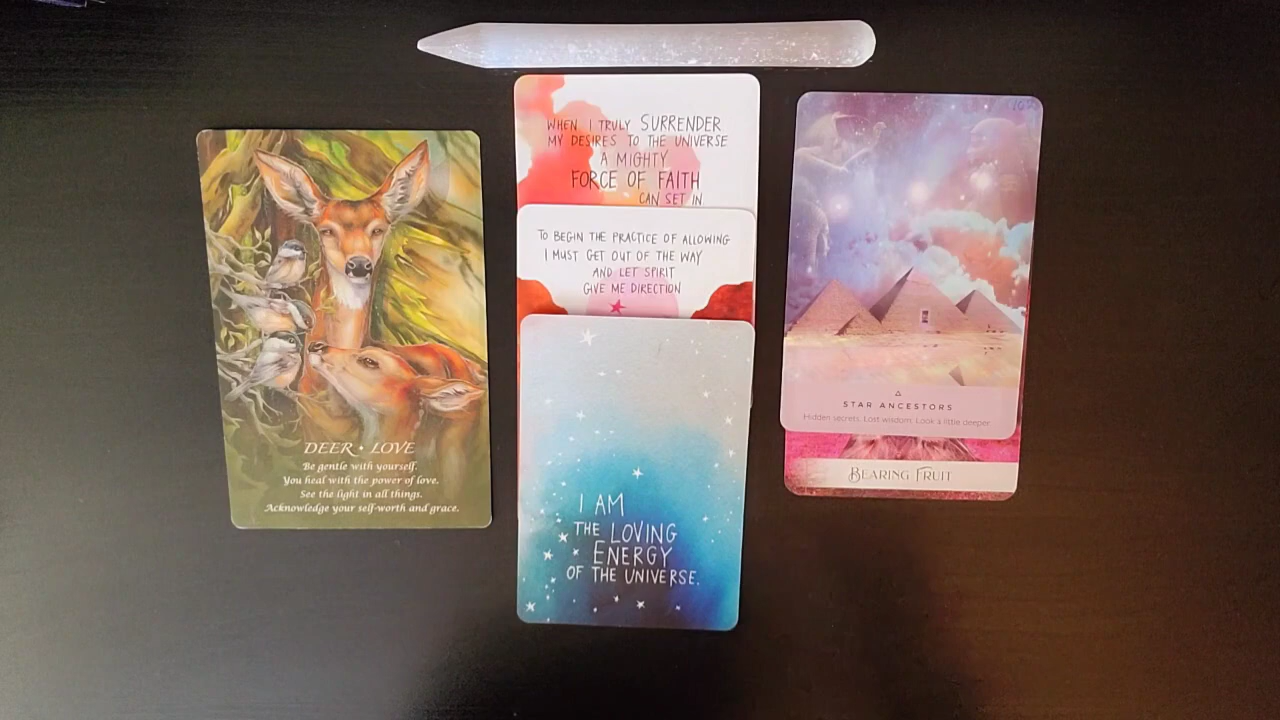 DEER • LOVE
Be gentle with yourself.
You heal with the power of love.
See the light in all things.
Acknowledge your self-worth and grace.
WHEN I TRULY SURRENDER
MY DESIRES TO THE UNIVERSE
A MIGHTY
FORCE OF FAITH
CAN SET IN
TO BEGIN THE PRACTICE OF ALLOWING
I MUST GET OUT OF THE WAY
AND LET SPIRIT
GIVE ME DIRECTION
I AM
THE LOVING
ENERGY
OF THE UNIVERSE.
STAR ANCESTORS
Hidden secrets. Lost wisdom. Look a little deeper.
BEARING FRUIT